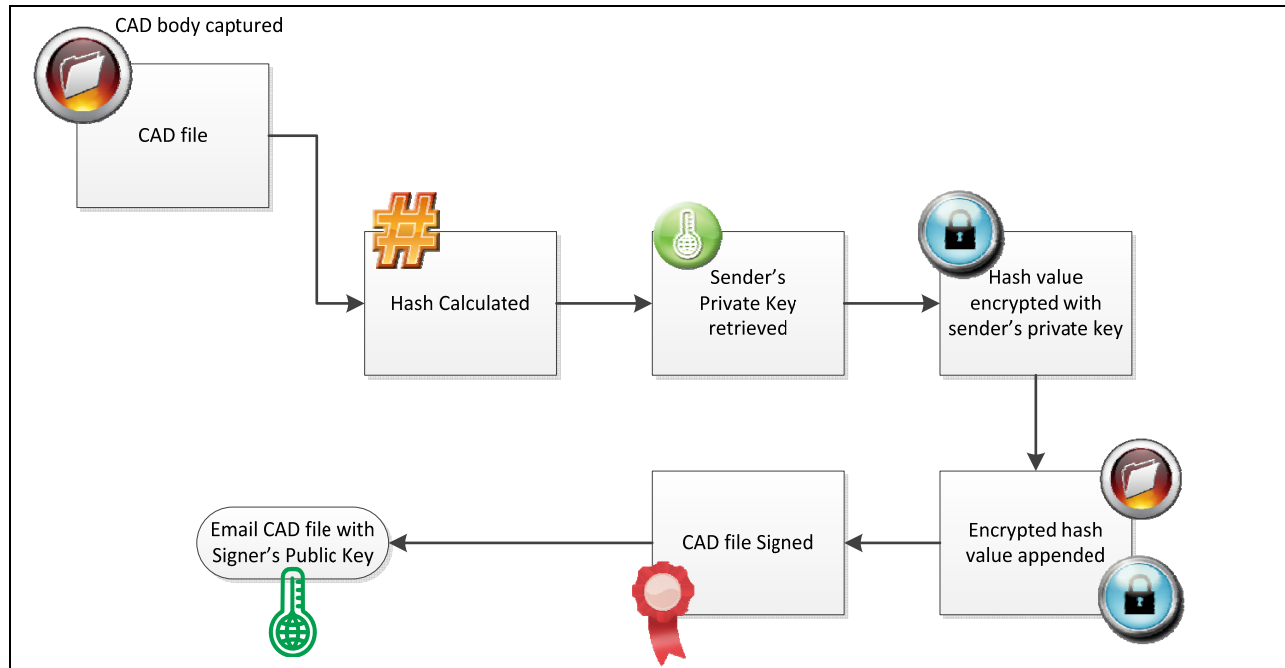 CAD body captured
CAD file
Hash Calculated
Sender’s
Private Key
retrieved
Hash value
encrypted with
sender’s private key
Encrypted hash
value appended
CAD file Signed
Email CAD file with
Signer’s Public Key